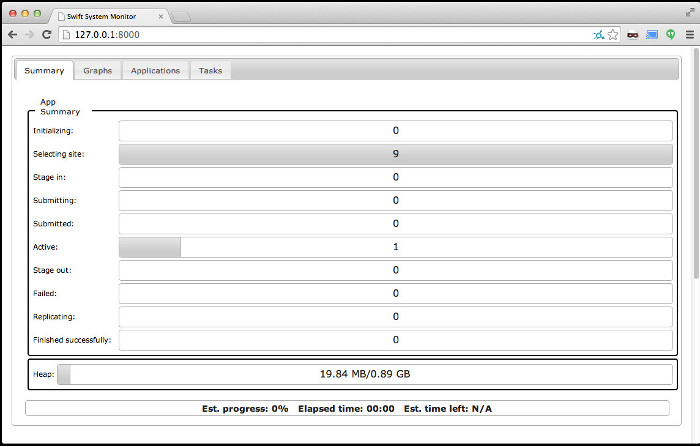 Swift System Monitor
127.0.0.1:8000
Summary Graphs Applications Tasks
App
Summary
Initializing: 0
Selecting site: 9
Stage in: 0
Submitting: 0
Submitted: 0
Active: 1
Stage out: 0
Failed: 0
Replicating: 0
Finished successfully: 0
Heap: 19.84 MB/0.89 GB
Est. progress: 0% Elapsed time: 00:00 Est. time left: N/A